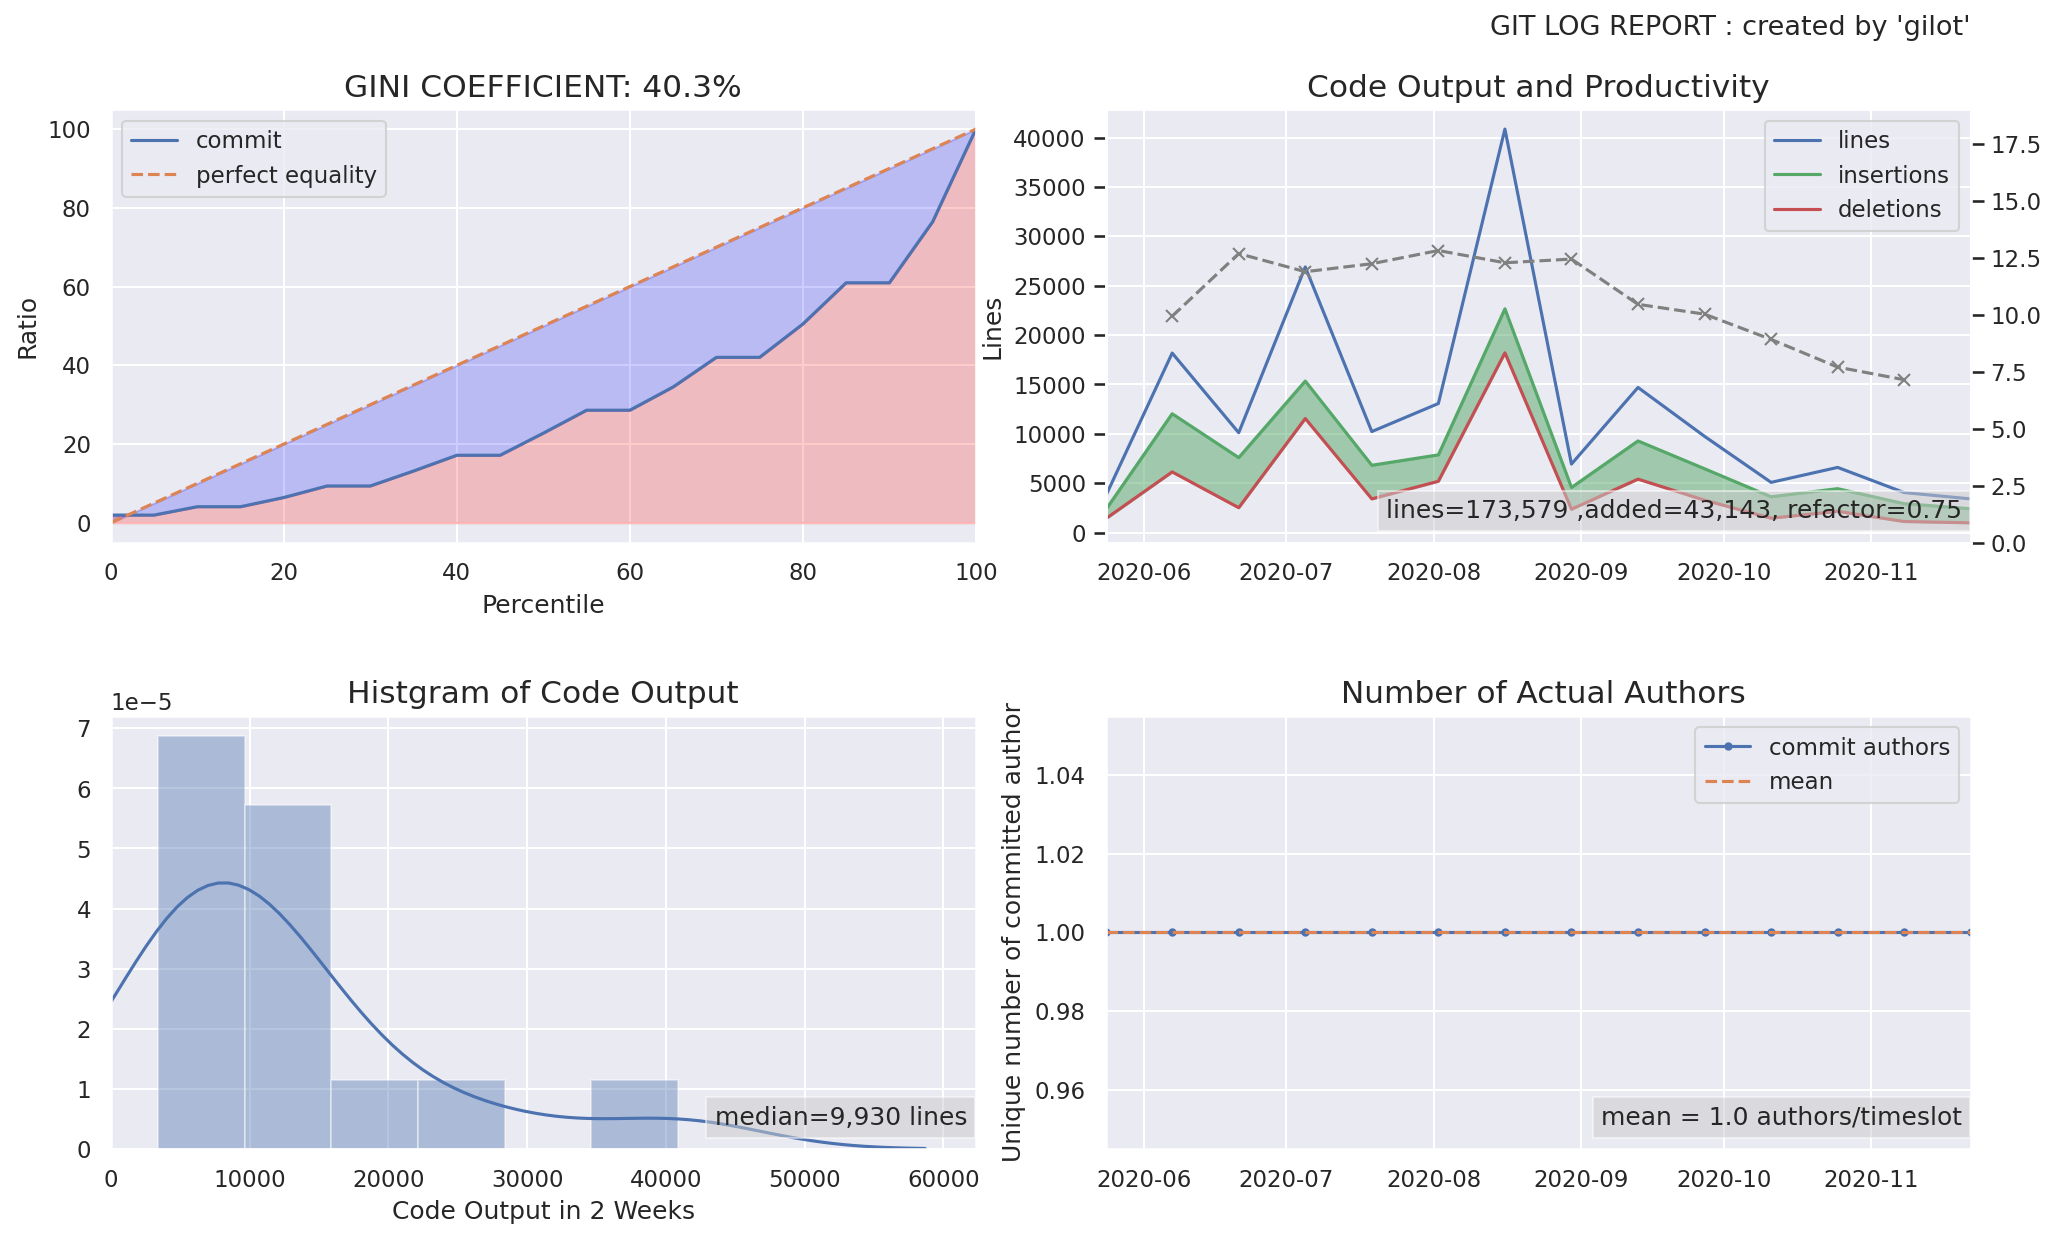 GIT LOG REPORT : created by 'gilot'
GINI COEFFICIENT: 40.3%
commit
perfect equality
100
80
60
40
20
0
Ratio
0 20 40 60 80 100
Percentile
Code Output and Productivity
lines
insertions
deletions
40000
35000
30000
25000
20000
15000
10000
5000
0
Lines
17.5
15.0
12.5
10.0
7.5
5.0
2.5
0.0
lines=173,579 ,added=43,143, refactor=0.75
2020-06 2020-07 2020-08 2020-09 2020-10 2020-11
Histgram of Code Output
1e−5
7
6
5
4
3
2
1
0
median=9,930 lines
0 10000 20000 30000 40000 50000 60000
Code Output in 2 Weeks
Number of Actual Authors
commit authors
mean
Unique number of committed author
1.04
1.02
1.00
0.98
0.96
mean = 1.0 authors/timeslot
2020-06 2020-07 2020-08 2020-09 2020-10 2020-11